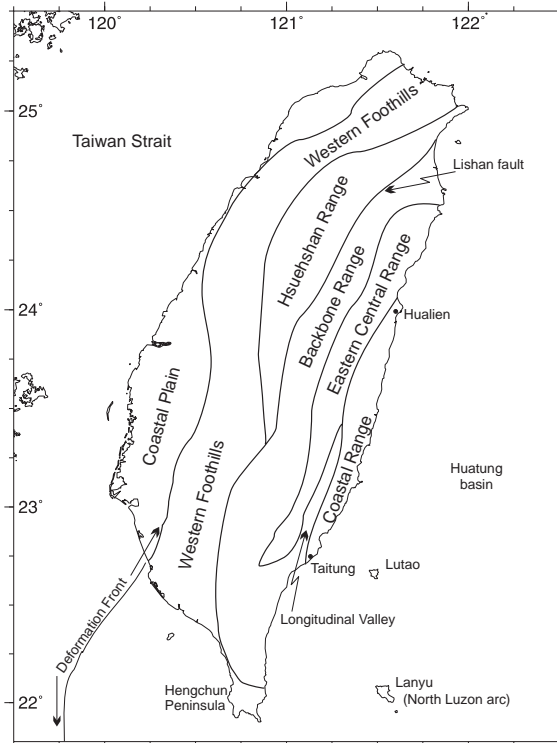 120°
121°
122°
25°
Taiwan Strait
Western Foothills
Lishan fault
Hsuehshan Range
Backbone Range
Eastern Central Range
24°
Hualien
Coastal Plain
Western Foothills
Coastal Range
Huatung
basin
23°
Taitung
Lutao
Longitudinal Valley
Deformation Front
22°
Hengchun
Peninsula
Lanyu
(North Luzon arc)